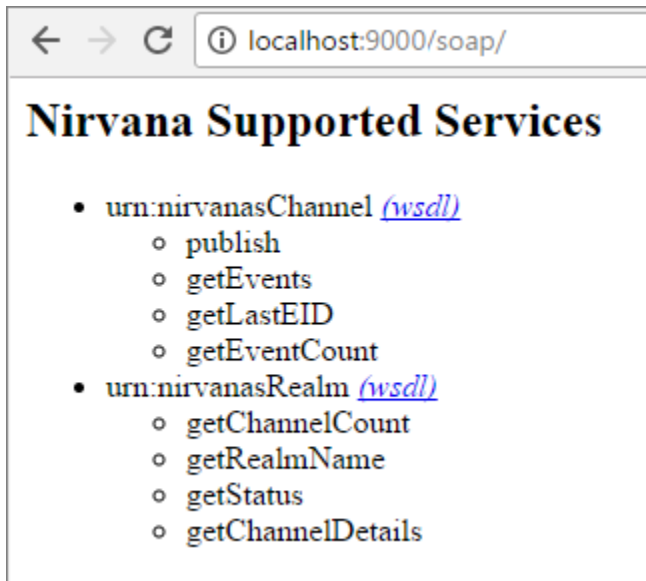 localhost:9000/soap/
Nirvana Supported Services
urn:nirvanasChannel (wsdl)
publish
getEvents
getLastEID
getEventCount
urn:nirvanasRealm (wsdl)
getChannelCount
getRealmName
getStatus
getChannelDetails